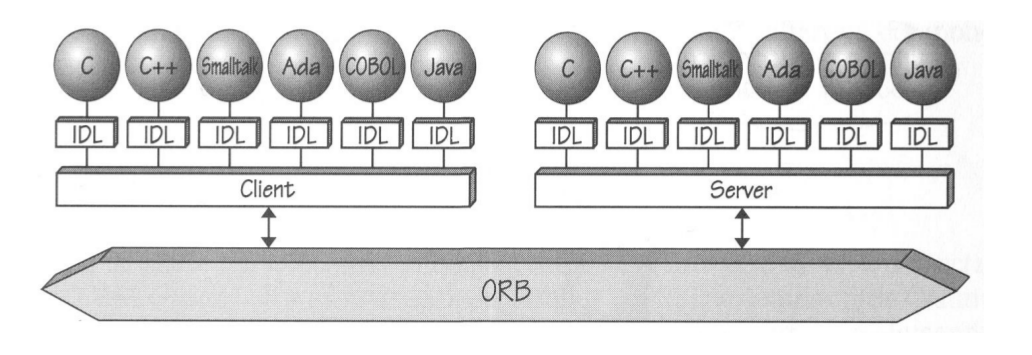 C C++ Smalltalk Ada COBOL Java C C++ Smalltalk Ada COBOL Java
IDL IDL IDL IDL IDL IDL IDL IDL IDL IDL IDL IDL
Client Server
ORB